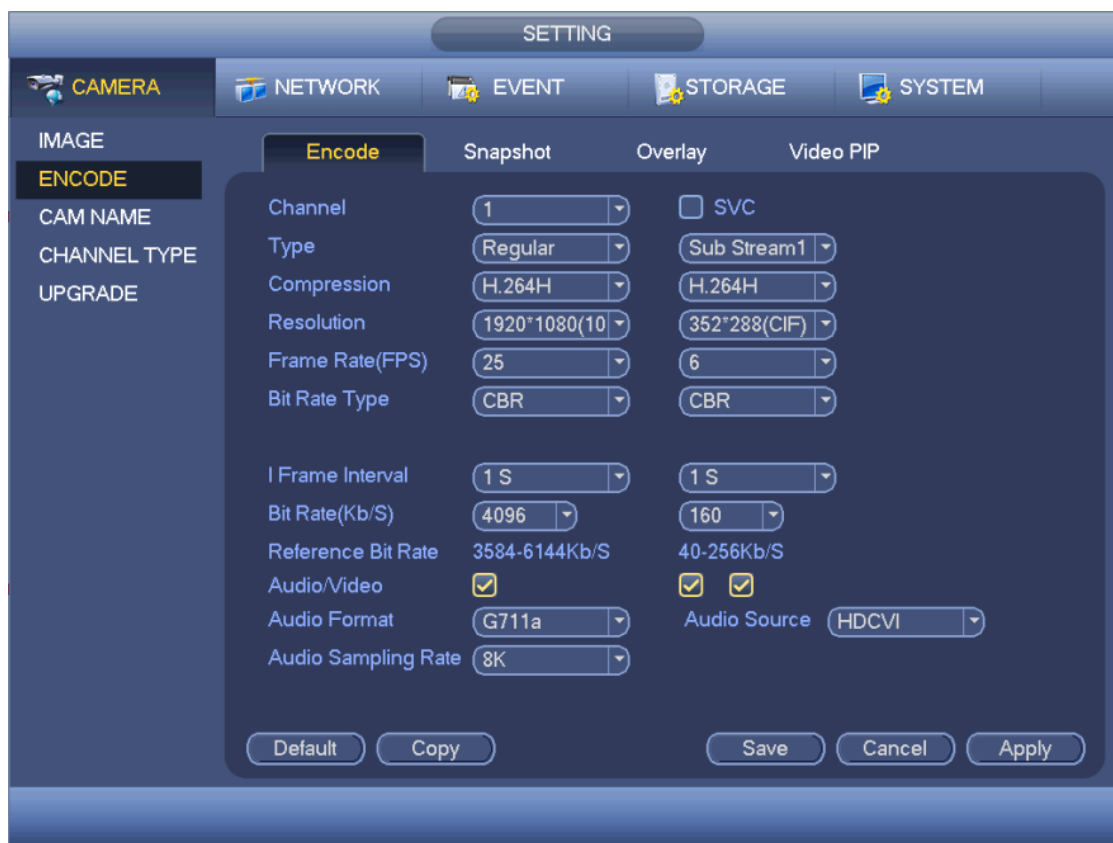 SETTING
CAMERA NETWORK EVENT STORAGE SYSTEM
IMAGE
ENCODE
CAM NAME
CHANNEL TYPE
UPGRADE
Encode Snapshot Overlay Video PIP
Channel 1 SVC
Type Regular Sub Stream1
Compression H.264H H.264H
Resolution 1920*1080(10 352*288(CIF)
Frame Rate(FPS) 25 6
Bit Rate Type CBR CBR
I Frame Interval 1 S 1 S
Bit Rate(Kb/S) 4096 160
Reference Bit Rate 3584-6144Kb/S 40-256Kb/S
Audio/Video
Audio Format G711a Audio Source HDCVI
Audio Sampling Rate 8K
Default Copy Save Cancel Apply